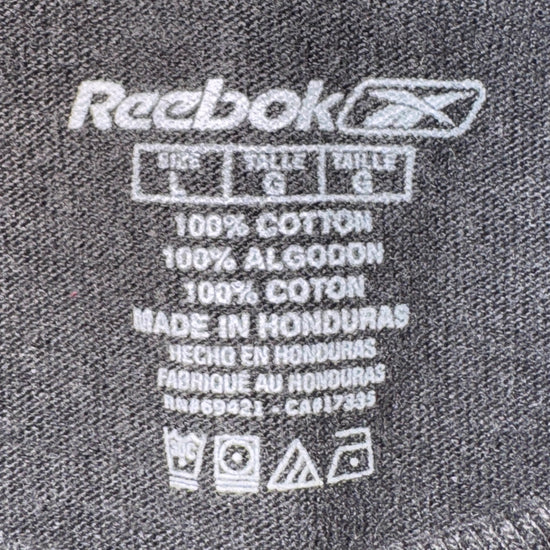 Reebok
SIZE TALLE TAILLE
L G G
100% COTTON
100% ALGODON
100% COTON
MADE IN HONDURAS
HECHO EN HONDURAS
FABRIQUE AU HONDURAS
RN#69421 - CA#17335